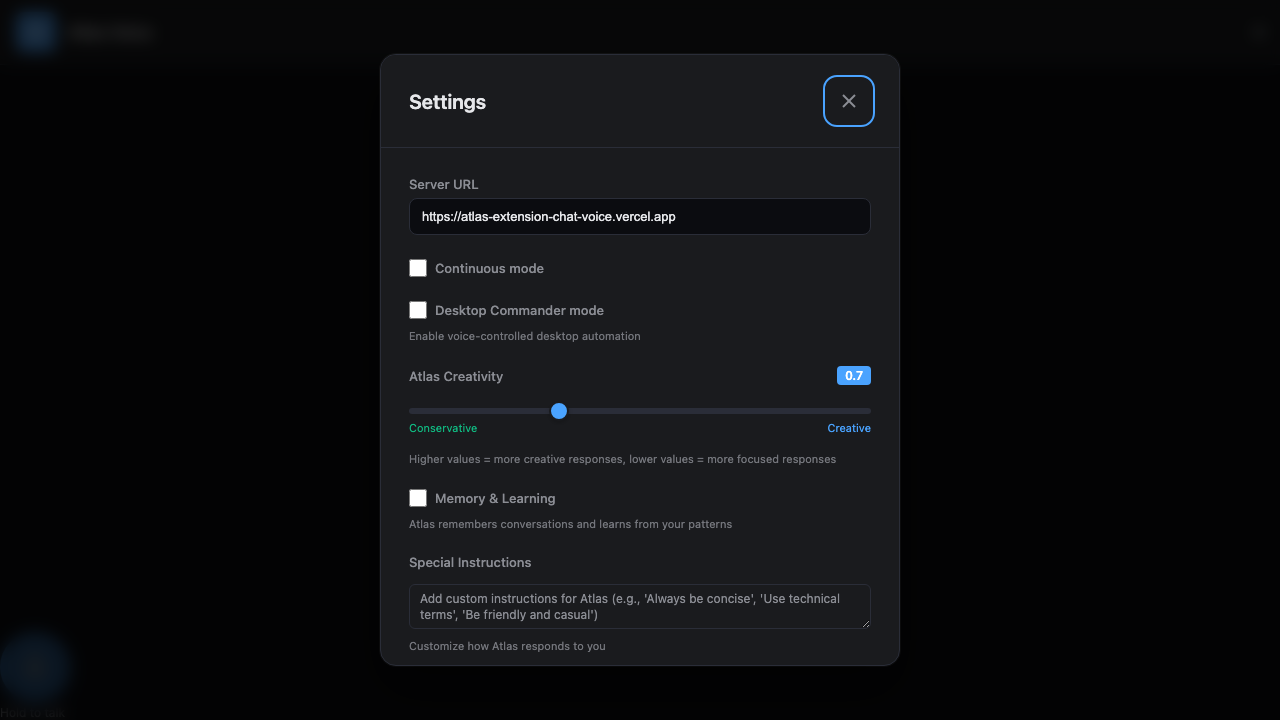 Settings
Server URL
https://atlas-extension-chat-voice.vercel.app
Continuous mode
Desktop Commander mode
Enable voice-controlled desktop automation
Atlas Creativity
0.7
Conservative
Creative
Higher values = more creative responses, lower values = more focused responses
Memory & Learning
Atlas remembers conversations and learns from your patterns
Special Instructions
Add custom instructions for Atlas (e.g., 'Always be concise', 'Use technical
terms', 'Be friendly and casual')
Customize how Atlas responds to you